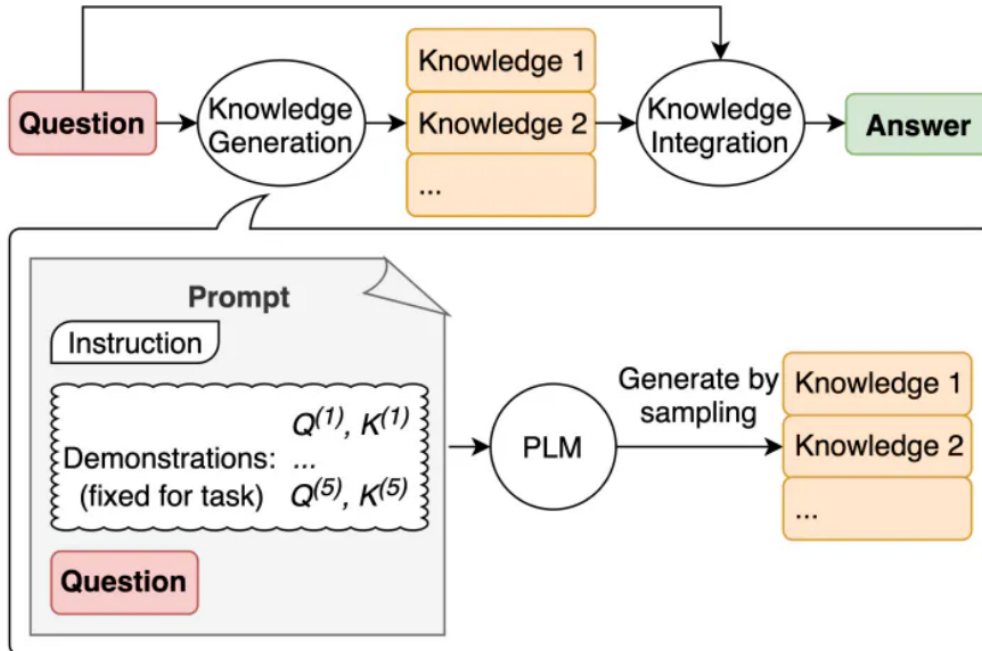 Question
Knowledge
Generation
Knowledge 1
Knowledge 2
...
Knowledge
Integration
Answer
Prompt
Instruction
Demonstrations:
(fixed for task)
Q(1), K(1)
...
Q(5), K(5)
Question
PLM
Generate by
sampling
Knowledge 1
Knowledge 2
...